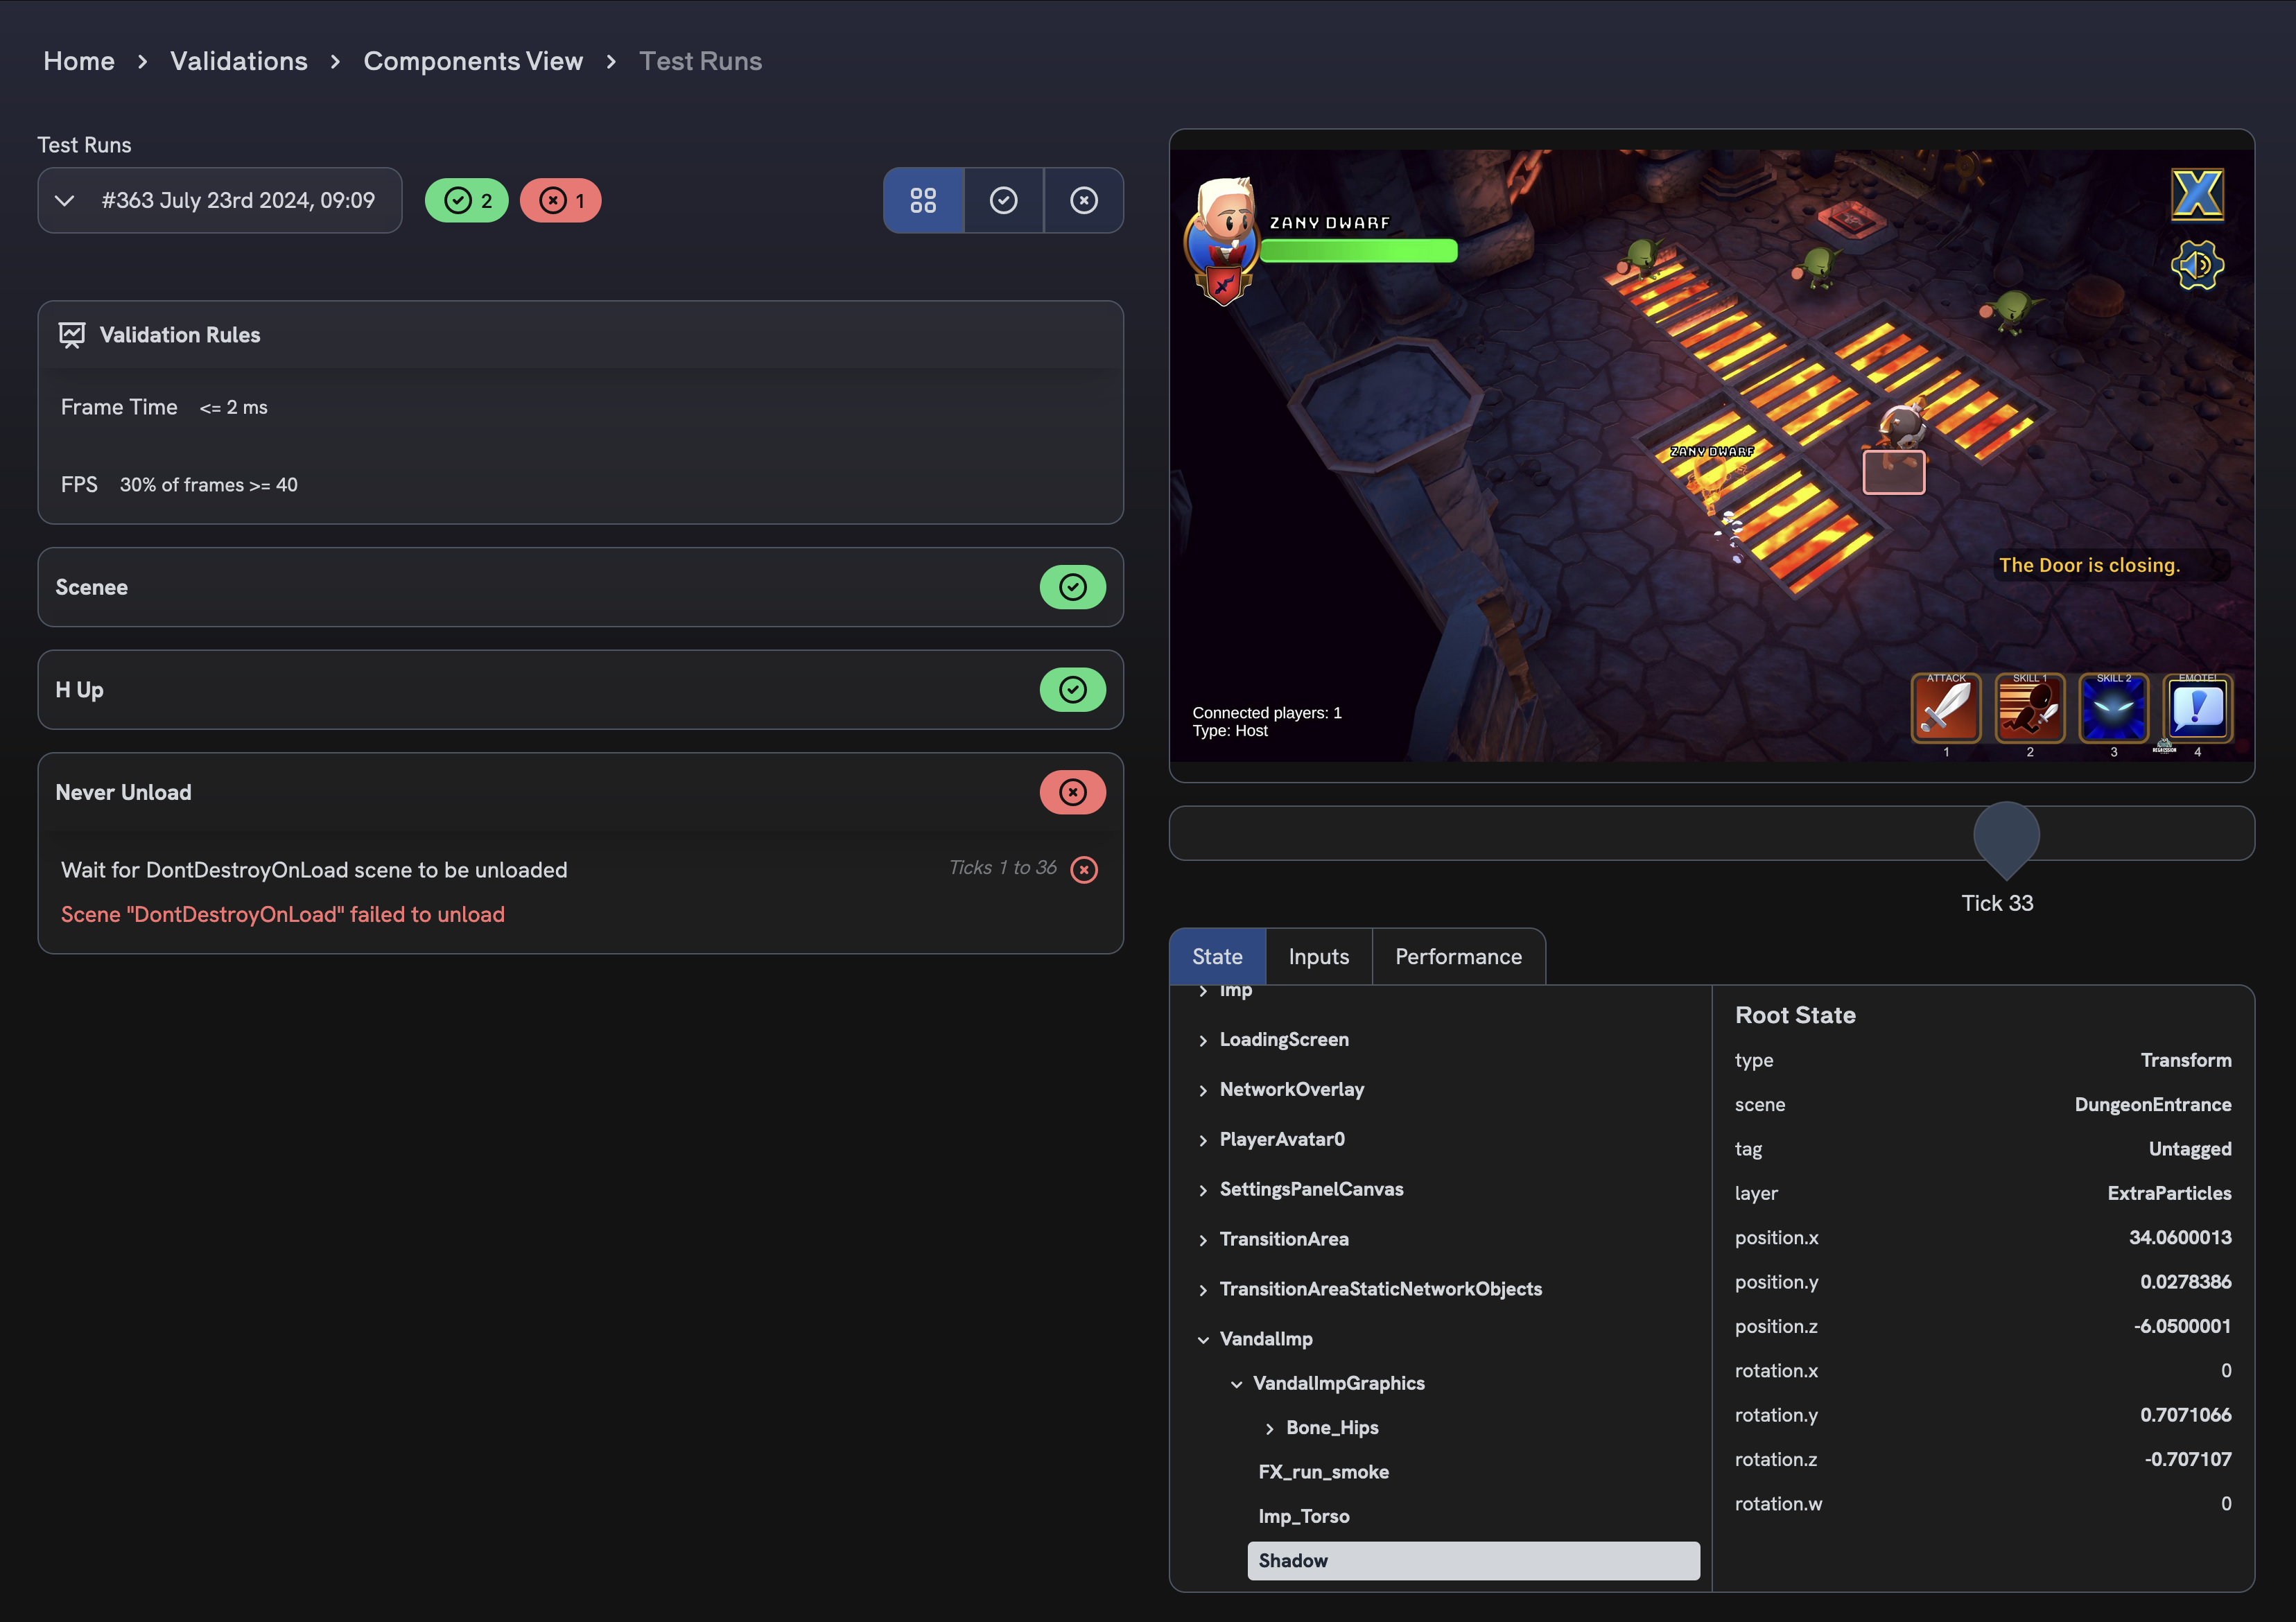 Home > Validations > Components View > Test Runs
Test Runs
#363 July 23rd 2024, 09:09
2
1
Validation Rules
Frame Time <= 2 ms
FPS 30% of frames >= 40
Scenee
H Up
Never Unload
Wait for DontDestroyOnLoad scene to be unloaded Ticks 1 to 36
Scene "DontDestroyOnLoad" failed to unload
ZANY DWARF
ZANY DWARF
The Door is closing.
Connected players: 1
Type: Host
ATTACK SKILL 1 SKILL 2 EMOTE!
REGRESSION
1 2 3 4
Tick 33
State Inputs Performance
Imp
LoadingScreen
NetworkOverlay
PlayerAvatar0
SettingsPanelCanvas
TransitionArea
TransitionAreaStaticNetworkObjects
VandalImp
VandalImpGraphics
Bone_Hips
FX_run_smoke
Imp_Torso
Shadow
Root State
type Transform
scene DungeonEntrance
tag Untagged
layer ExtraParticles
position.x 34.0600013
position.y 0.0278386
position.z -6.0500001
rotation.x 0
rotation.y 0.7071066
rotation.z -0.707107
rotation.w 0